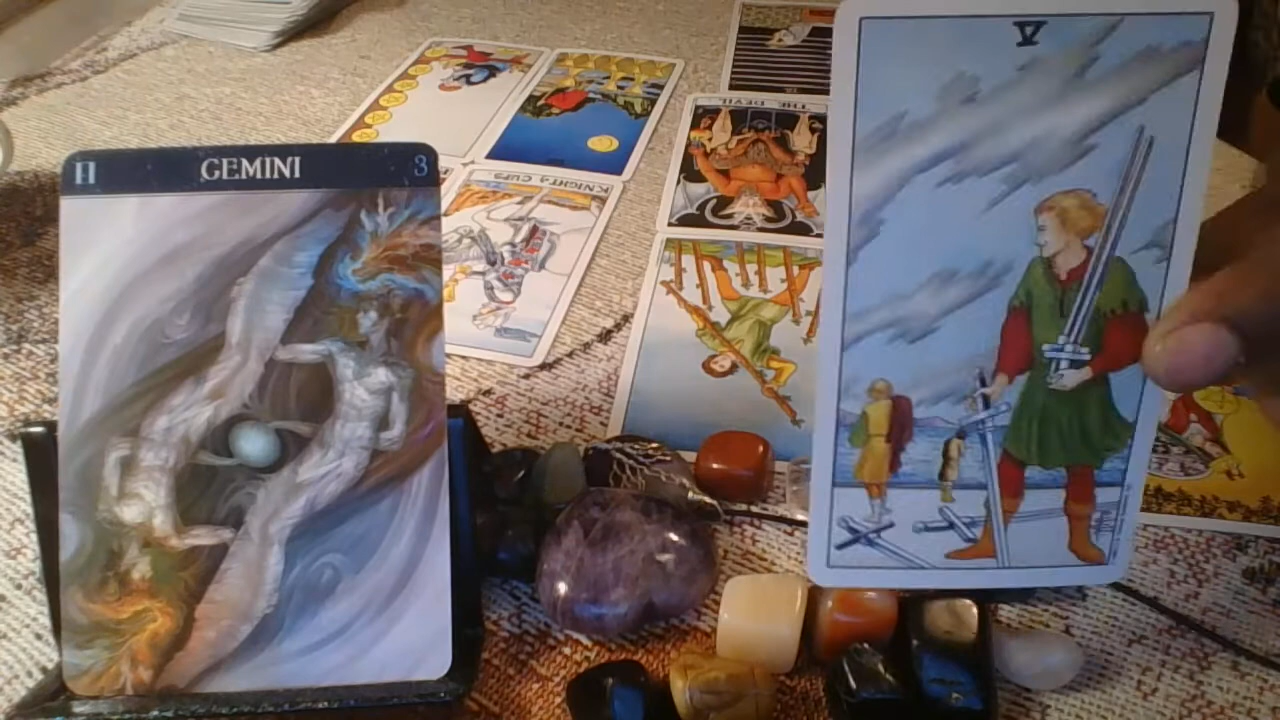 ♊ GEMINI 3
V
THE DEVIL
KNIGHT of CUPS